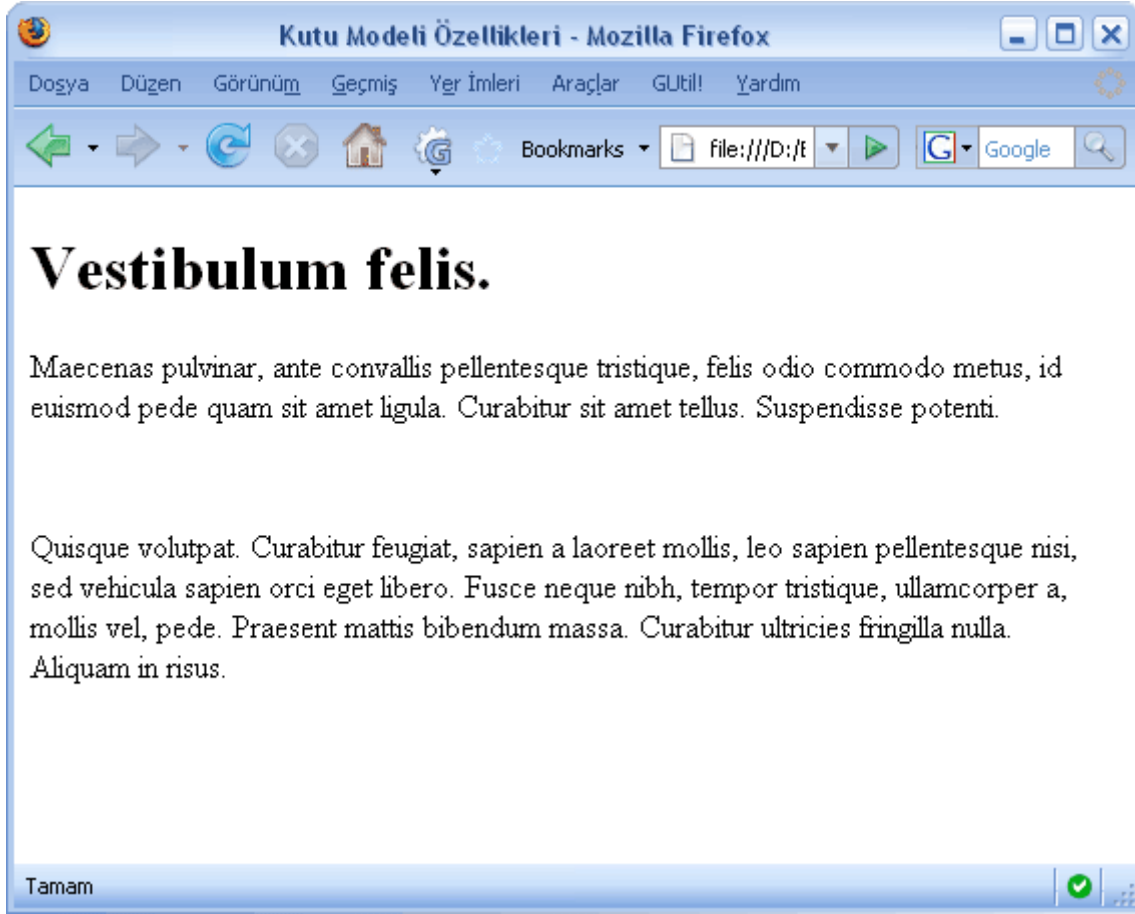 Kutu Modeli Özellikleri - Mozilla Firefox
Dosya Düzen Görünüm Geçmiş Yer İmleri Araçlar GUtil! Yardım
G Bookmarks file:///D:/E G Google
Vestibulum felis.
Maecenas pulvinar, ante convallis pellentesque tristique, felis odio commodo metus, id
euismod pede quam sit amet ligula. Curabitur sit amet tellus. Suspendisse potenti.
Quisque volutpat. Curabitur feugiat, sapien a laoreet mollis, leo sapien pellentesque nisi,
sed vehicula sapien orci eget libero. Fusce neque nibh, tempor tristique, ullamcorper a,
mollis vel, pede. Praesent mattis bibendum massa. Curabitur ultricies fringilla nulla.
Aliquam in risus.
Tamam